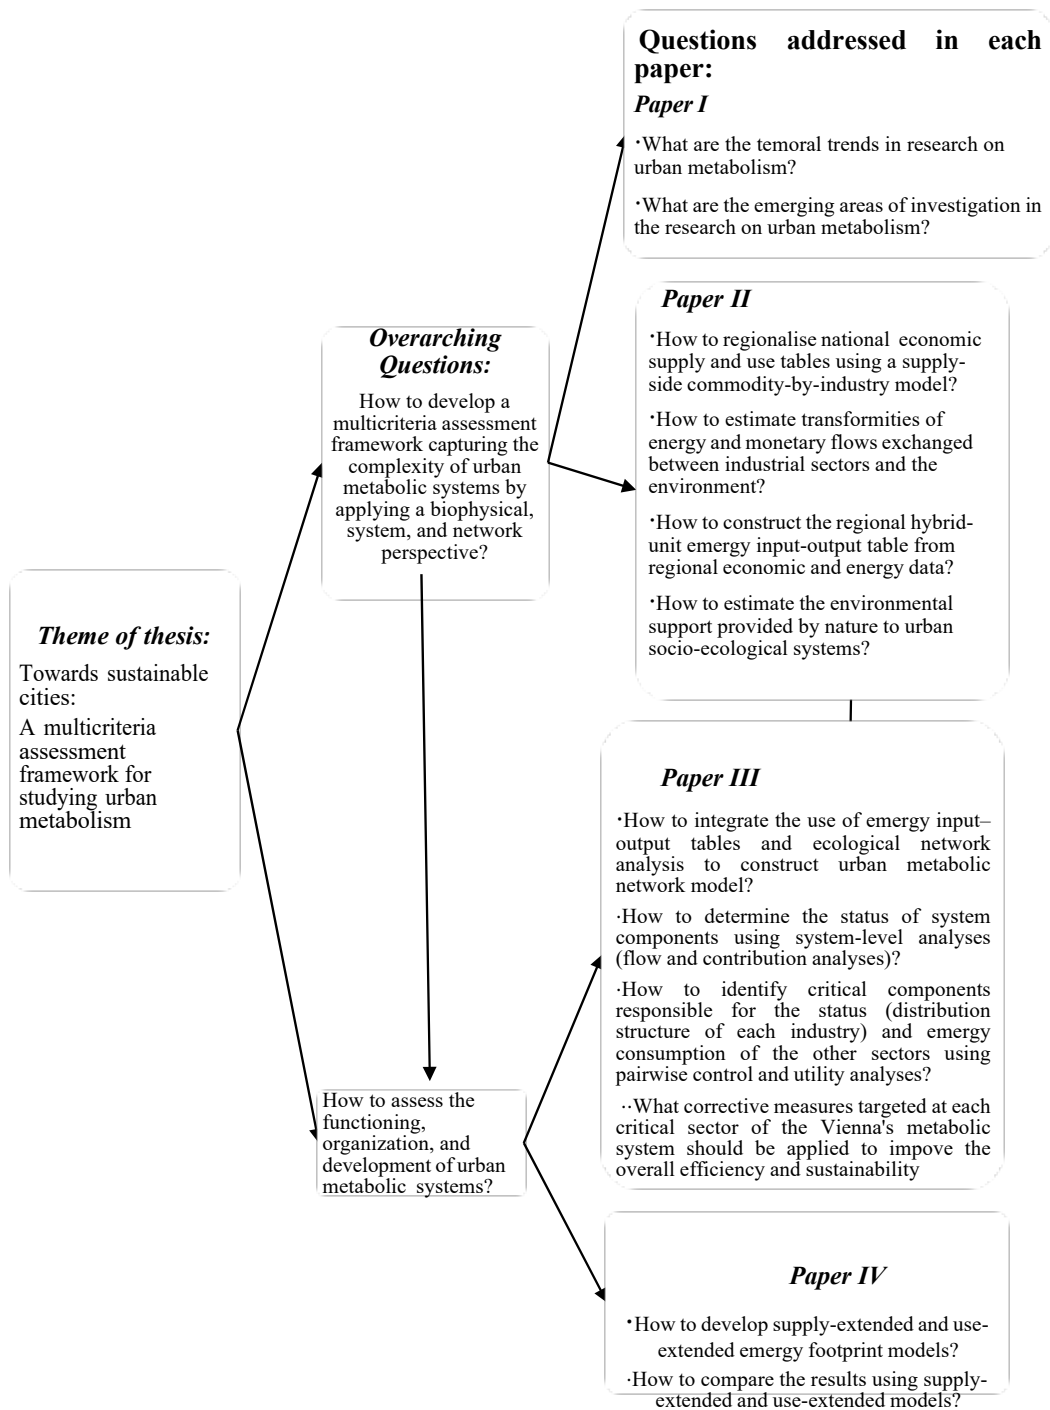 Theme of thesis:
Towards sustainable
cities:
A multicriteria
assessment
framework for
studying urban
metabolism
Overarching
Questions:
How to develop a
multicriteria assessment
framework capturing the
complexity of urban
metabolic systems by
applying a biophysical,
system, and network
perspective?
How to assess the
functioning,
organization, and
development of urban
metabolic systems?
Questions addressed in each
paper:
Paper I
·What are the temoral trends in research on
urban metabolism?
·What are the emerging areas of investigation in
the research on urban metabolism?
Paper II
·How to regionalise national economic
supply and use tables using a supply-
side commodity-by-industry model?
·How to estimate transformities of
energy and monetary flows exchanged
between industrial sectors and the
environment?
·How to construct the regional hybrid-
unit emergy input-output table from
regional economic and energy data?
·How to estimate the environmental
support provided by nature to urban
socio-ecological systems?
Paper III
·How to integrate the use of emergy input–
output tables and ecological network
analysis to construct urban metabolic
network model?
·How to determine the status of system
components using system-level analyses
(flow and contribution analyses)?
·How to identify critical components
responsible for the status (distribution
structure of each industry) and emergy
consumption of the other sectors using
pairwise control and utility analyses?
··What corrective measures targeted at each
critical sector of the Vienna's metabolic
system should be applied to impove the
overall efficiency and sustainability
Paper IV
·How to develop supply-extended and use-
extended emergy footprint models?
·How to compare the results using supply-
extended and use-extended models?